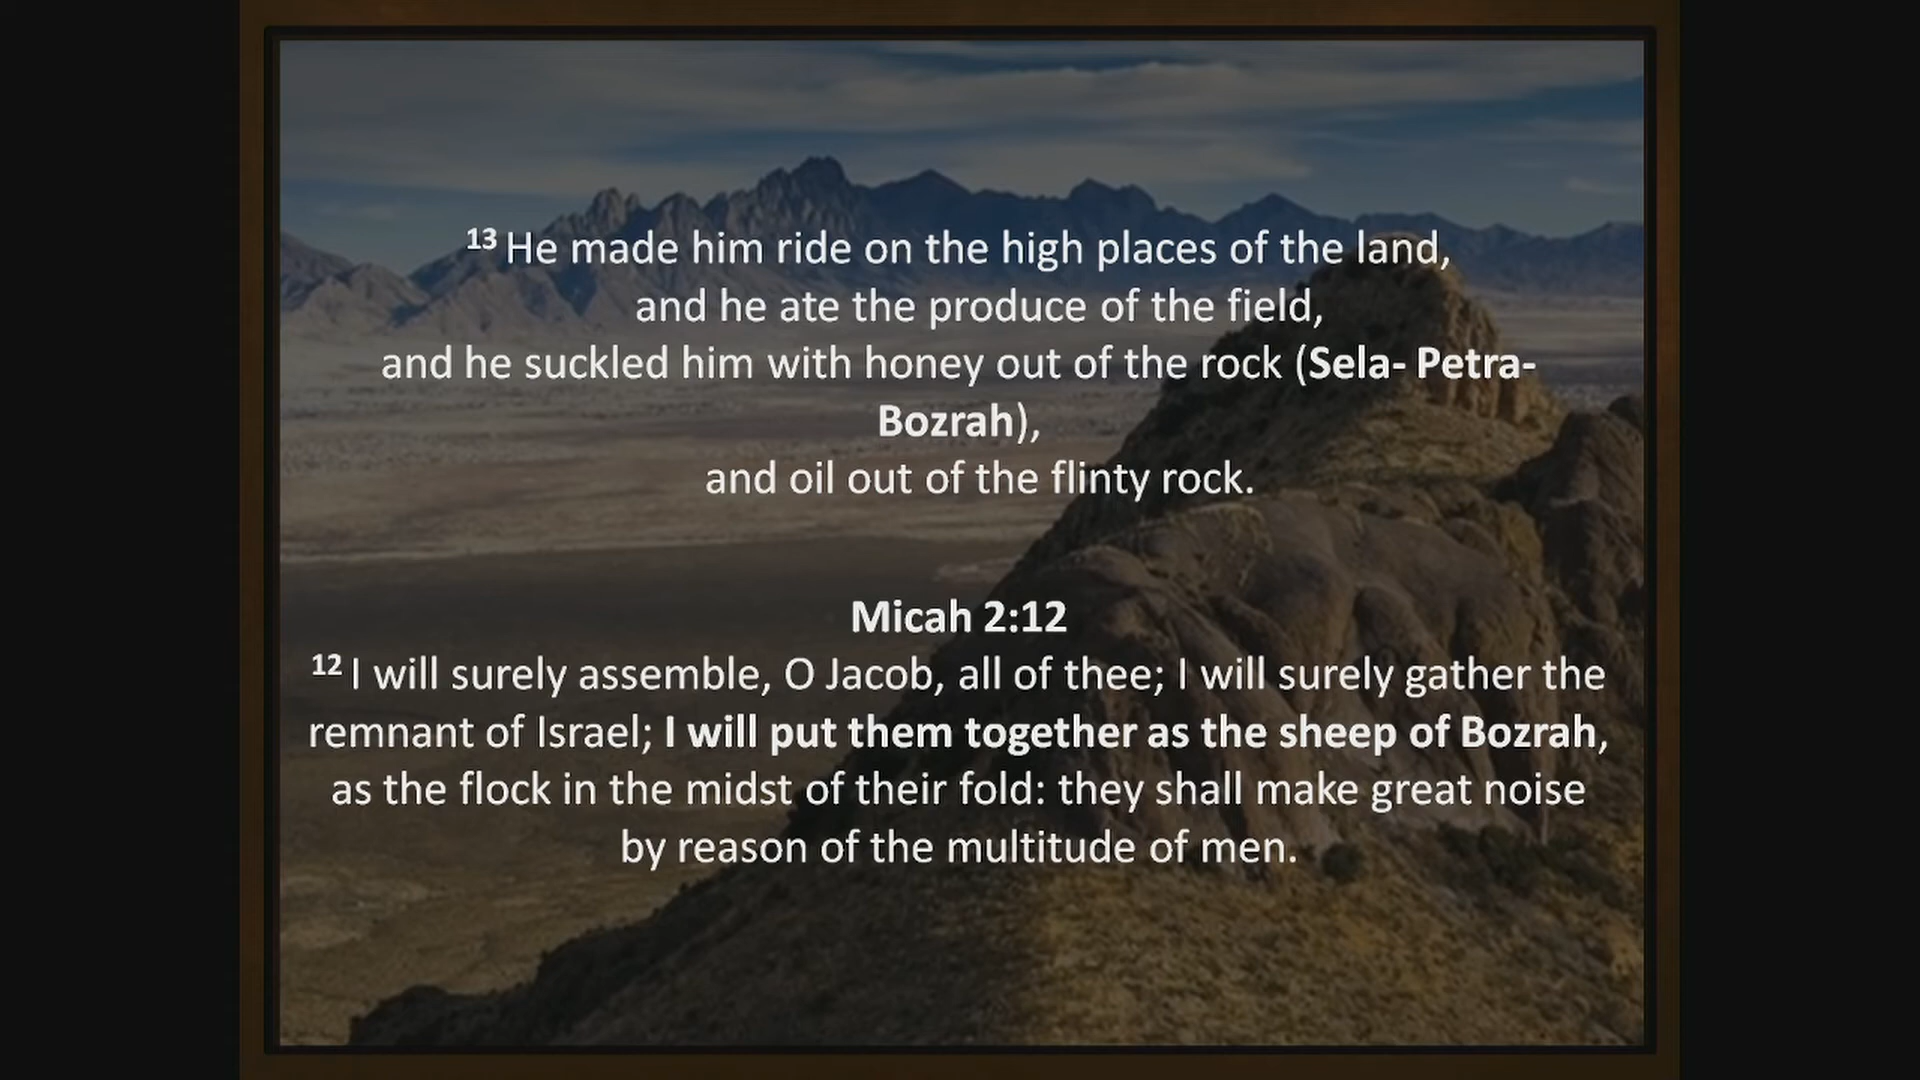 13 He made him ride on the high places of the land,
and he ate the produce of the field,
and he suckled him with honey out of the rock (Sela- Petra-
Bozrah),
and oil out of the flinty rock.
Micah 2:12
12 I will surely assemble, O Jacob, all of thee; I will surely gather the
remnant of Israel; I will put them together as the sheep of Bozrah,
as the flock in the midst of their fold: they shall make great noise
by reason of the multitude of men.